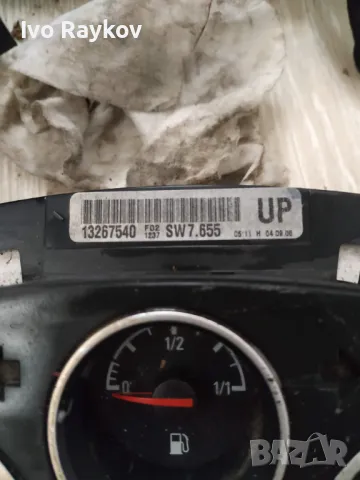 Ivo Raykov
13267540 FD2 1237 SW7.655 05:11 H 04.09.08 UP
1/2
0 1/1
BAZAR